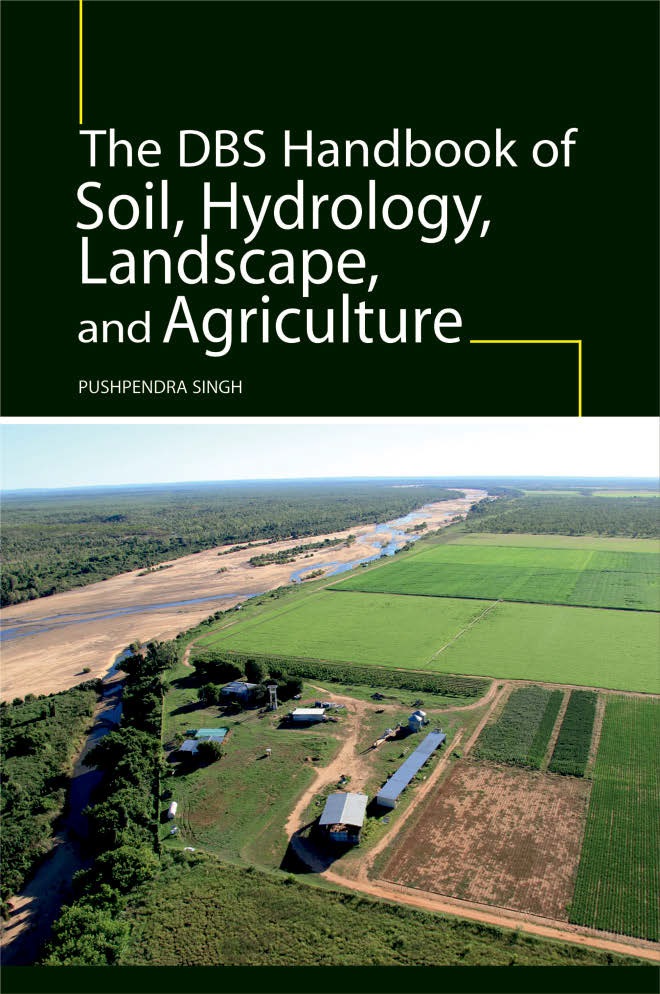 The DBS Handbook of
Soil, Hydrology,
Landscape,
and Agriculture
PUSHPENDRA SINGH